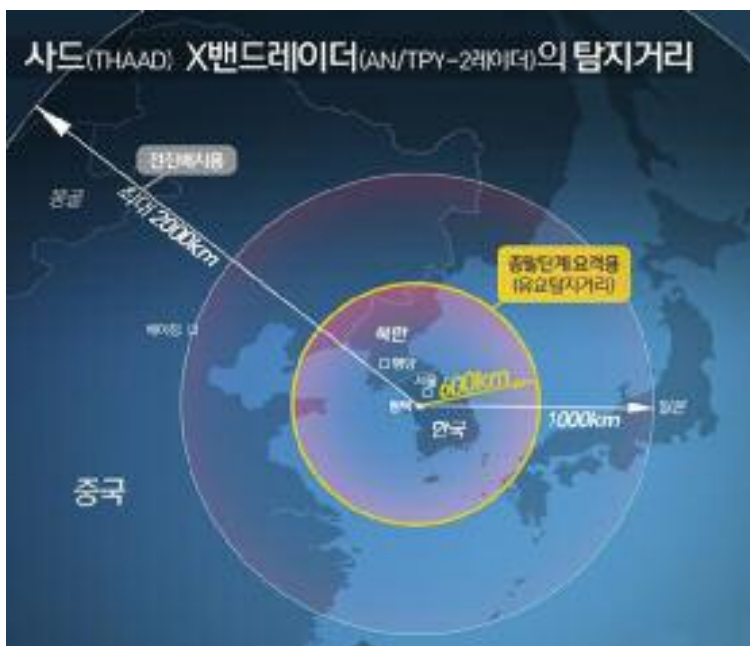 사드(THAAD) X밴드레이더(AN/TPY-2레이더)의 탐지거리
전진배치용
몽골
최대 2000km
종말단계 요격용
(유효탐지거리)
베이징
북한
평양
서울
600km
평택
한국
1000km
일본
중국